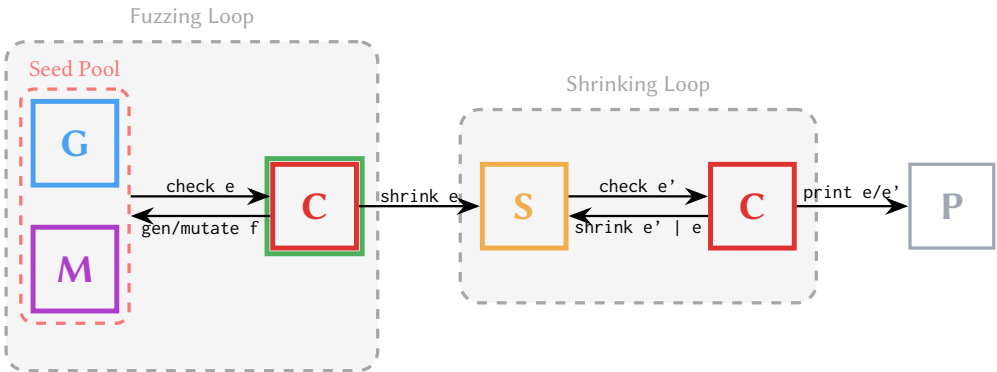 Fuzzing Loop
Seed Pool
G
M
check e
gen/mutate f
C
shrink e
Shrinking Loop
S
check e’
shrink e’ | e
C
print e/e’
P